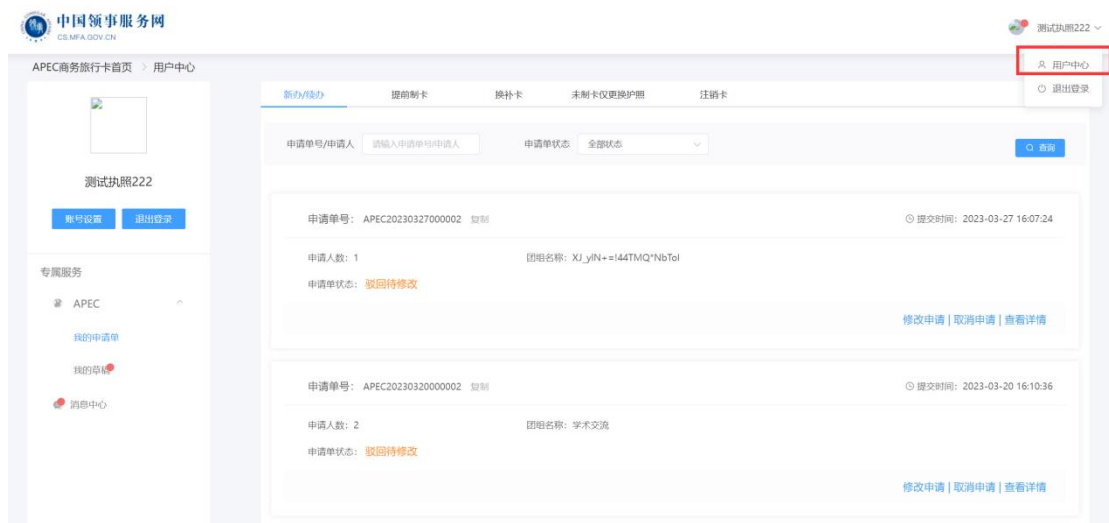 中国领事服务网
CS.MFA.GOV.CN
测试执照222
APEC商务旅行卡首页 > 用户中心
用户中心
退出登录
测试执照222
账号设置 退出登录
专属服务
APEC
我的申请单
我的草稿
消息中心
新办/续办 提前制卡 换补卡 未制卡仅更换护照 注销卡
申请单号/申请人 请输入申请单号/申请人 申请单状态 全部状态 查询
申请单号: APEC20230327000002 复制 提交时间: 2023-03-27 16:07:24
申请人数: 1 团组名称: XJ_ylN+=!44TMQ*NbTol
申请单状态: 驳回待修改
修改申请 | 取消申请 | 查看详情
申请单号: APEC20230320000002 复制 提交时间: 2023-03-20 16:10:36
申请人数: 2 团组名称: 学术交流
申请单状态: 驳回待修改
修改申请 | 取消申请 | 查看详情